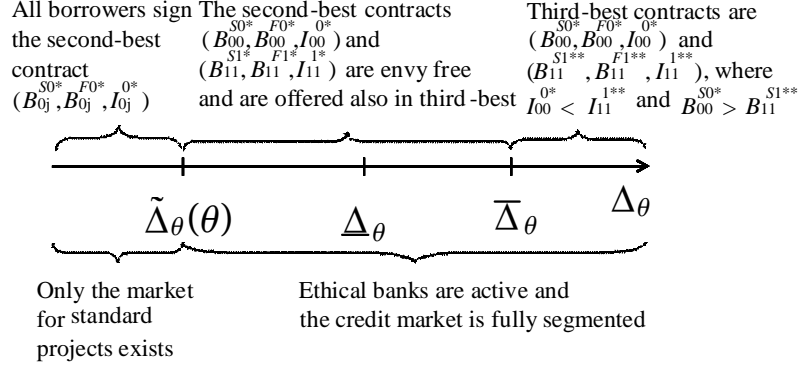 All borrowers sign
the second-best
contract
(B_{0j}^{S0*}, B_{0j}^{F0*}, I_{0j}^{0*})
The second-best contracts
(B_{00}^{S0*}, B_{00}^{F0*}, I_{00}^{0*}) and
(B_{11}^{S1*}, B_{11}^{F1*}, I_{11}^{1*}) are envy free
and are offered also in third-best
Third-best contracts are
(B_{00}^{S0*}, B_{00}^{F0*}, I_{00}^{0*}) and
(B_{11}^{S1**}, B_{11}^{F1**}, I_{11}^{1**}), where
I_{00}^{0*} < I_{11}^{1**} and B_{00}^{S0*} > B_{11}^{S1**}
Δ̃_θ(θ)
Δ̲_θ
Δ̅_θ
Δ_θ
Only the market
for standard
projects exists
Ethical banks are active and
the credit market is fully segmented